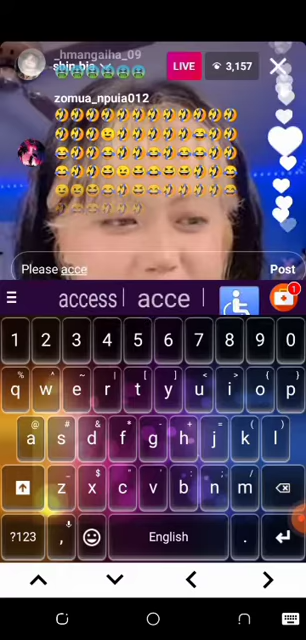 _hmangaiha_09
LIVE
3,157
zomua_npuia012
Please acce
Post
access
acce
1
1 2 3 4 5 6 7 8 9 0
% ^ ~ | [ ] < > { }
q w e r t y u i o p
@ # & * - + = ( )
a s d f g h j k l
_ $ " ' : ; /
z x c v b n m
?123 , English .